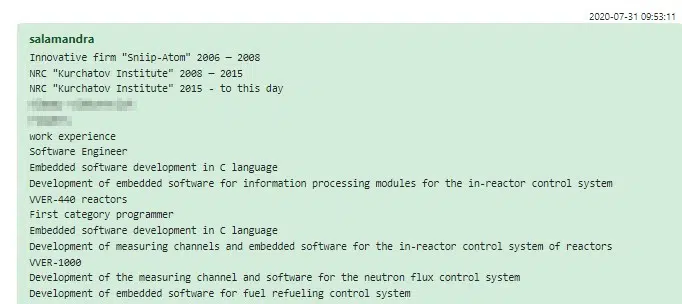 2020-07-31 09:53:11
salamandra
Innovative firm "Sniip-Atom" 2006 – 2008
NRC "Kurchatov Institute" 2008 – 2015
NRC "Kurchatov Institute" 2015 - to this day
work experience
Software Engineer
Embedded software development in C language
Development of embedded software for information processing modules for the in-reactor control system
VVER-440 reactors
First category programmer
Embedded software development in C language
Development of measuring channels and embedded software for the in-reactor control system of reactors
VVER-1000
Development of the measuring channel and software for the neutron flux control system
Development of embedded software for fuel refueling control system